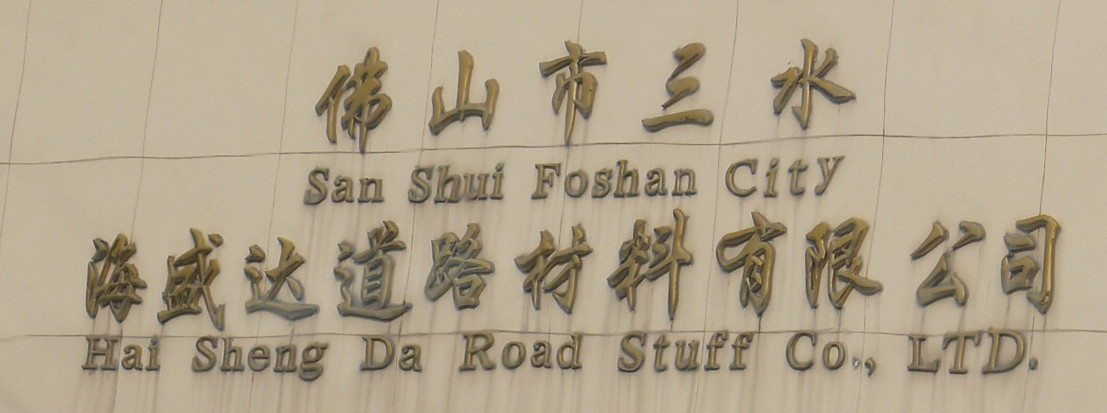 佛山市三水
San Shui Foshan City
海盛达道路材料有限公司
Hai Sheng Da Road Stuff Co., LTD.